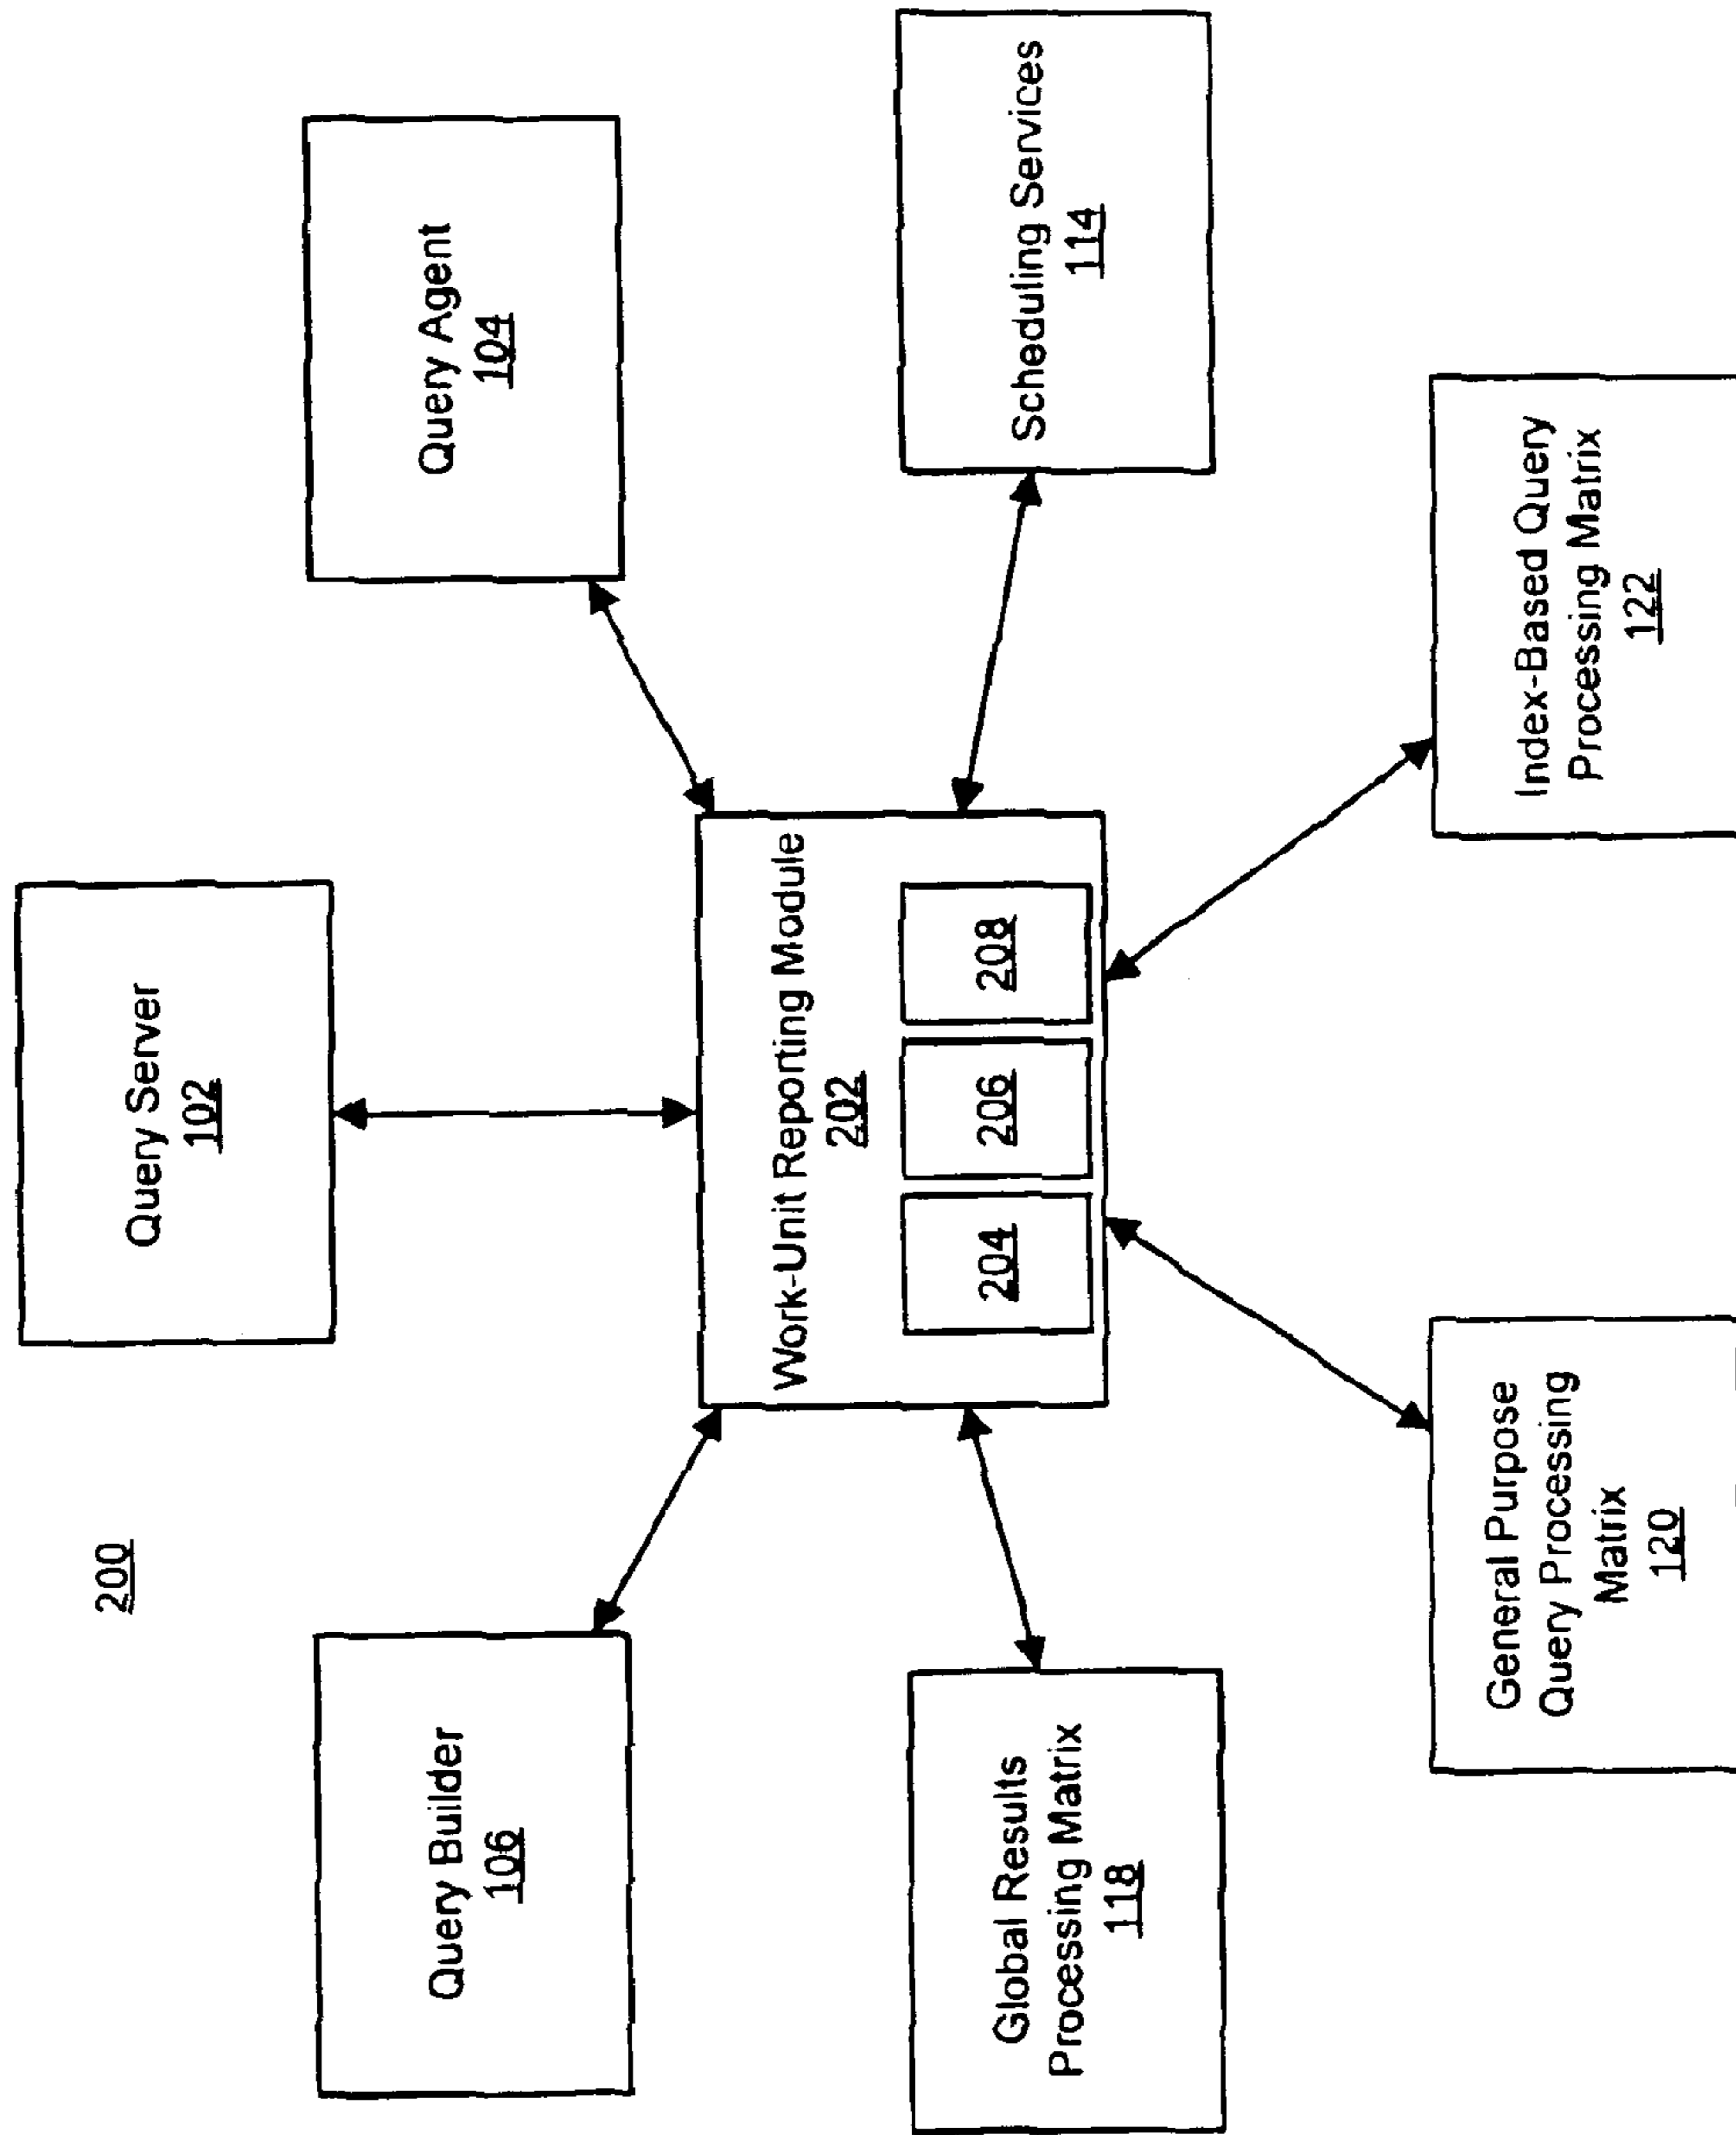 200
Query Server
102
Query Builder
106
Query Agent
104
Work-Unit Reporting Module
202
204
206
208
Global Results
Processing Matrix
118
Scheduling Services
114
General Purpose
Query Processing
Matrix
120
Index-Based Query
Processing Matrix
122